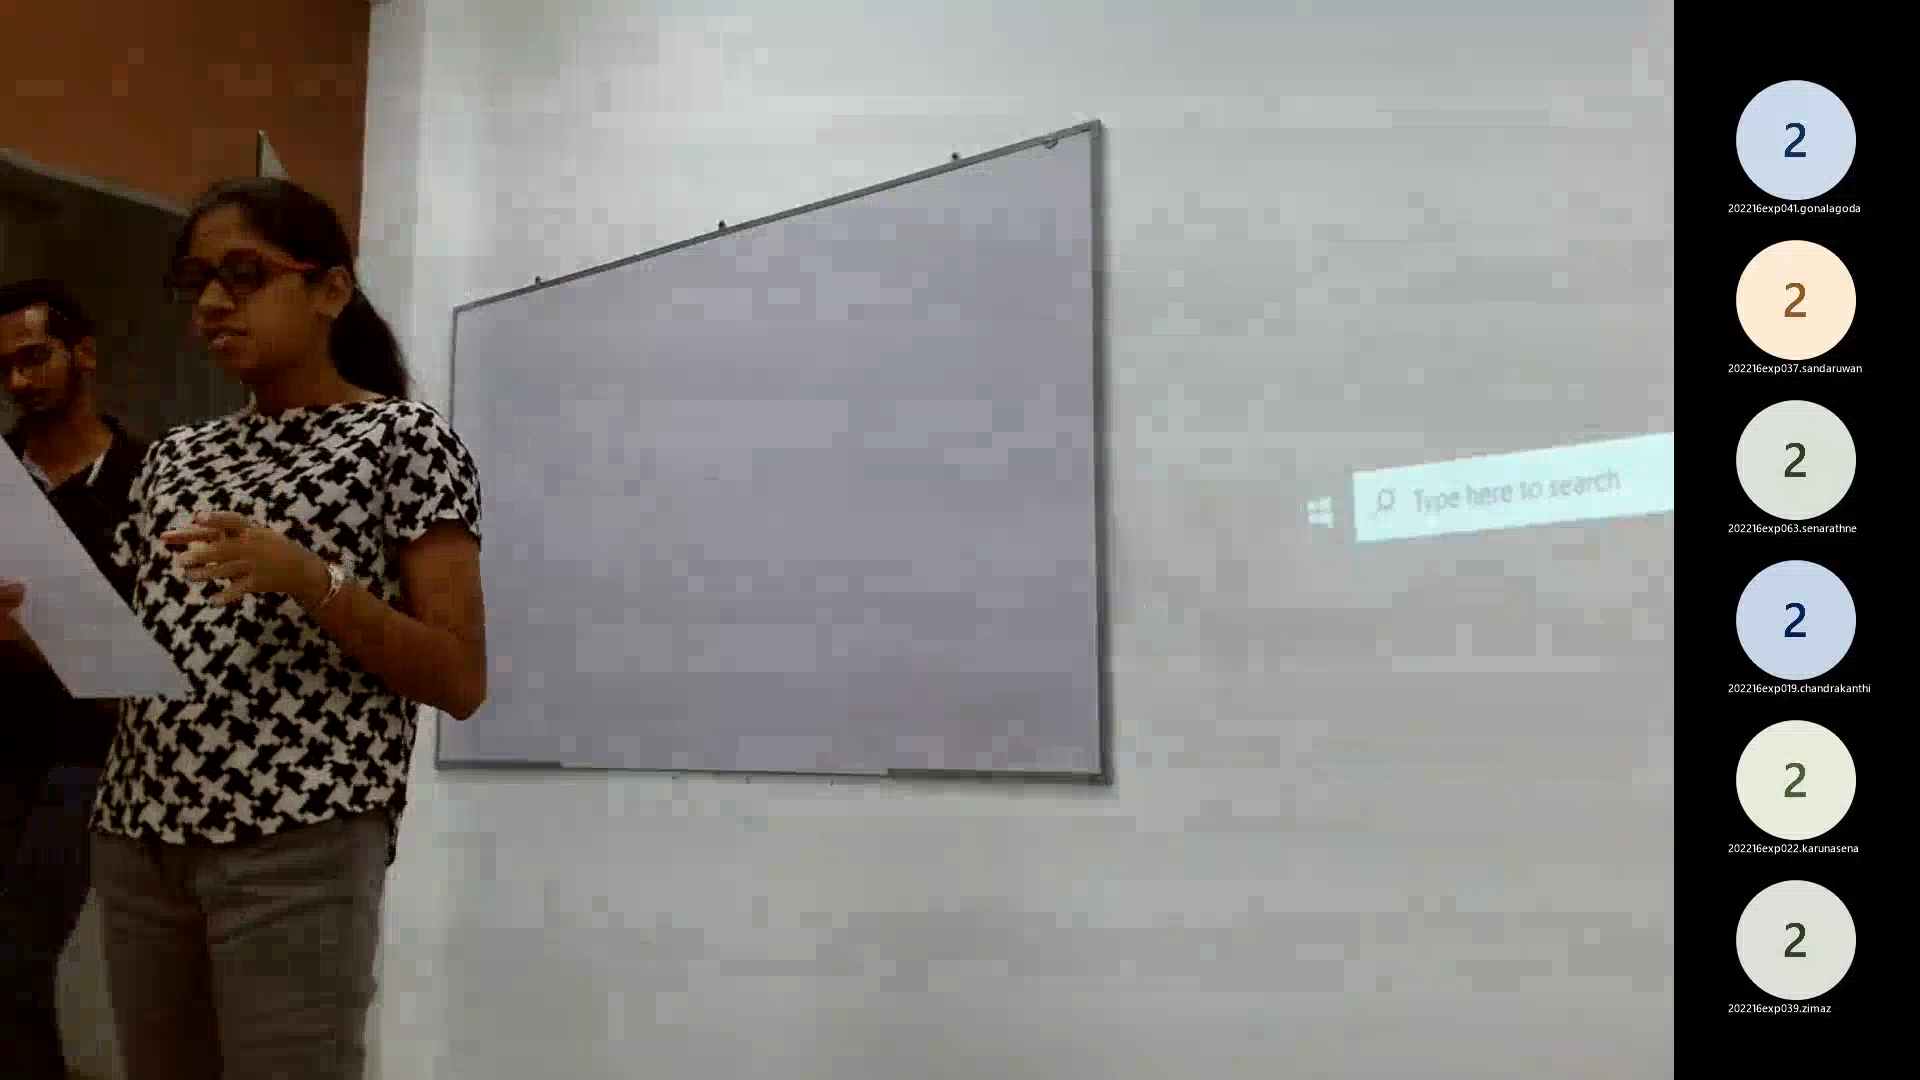 Type here to search
2
202216exp041.gonalagoda
2
202216exp037.sandaruwan
2
202216exp063.senarathne
2
202216exp019.chandrakanthi
2
202216exp022.karunasena
2
202216exp039.zimaz